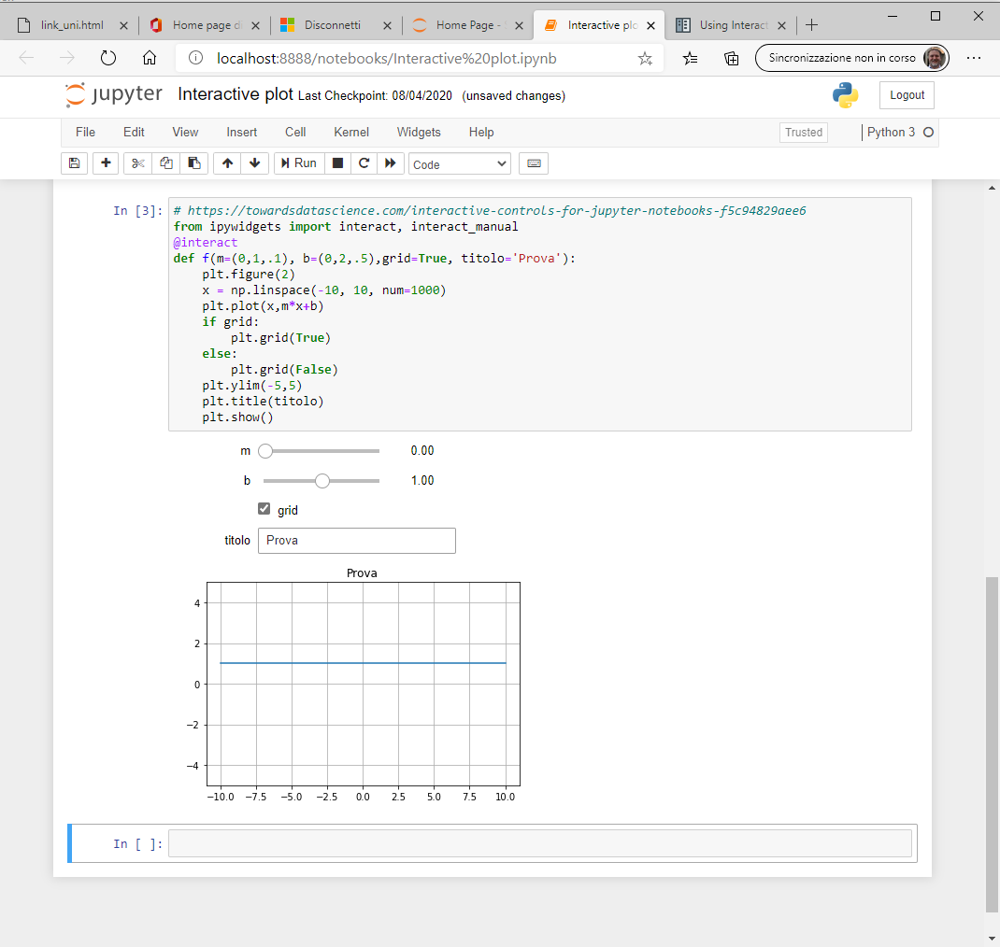 link_uni.html
Home page d
Disconnetti
Home Page -
Interactive plo
Using Interact
localhost:8888/notebooks/Interactive%20plot.ipynb
Sincronizzazione non in corso
jupyter Interactive plot Last Checkpoint: 08/04/2020 (unsaved changes)
Logout
File Edit View Insert Cell Kernel Widgets Help
Trusted
Python 3
Run
Code
In [3]:
# https://towardsdatascience.com/interactive-controls-for-jupyter-notebooks-f5c94829aee6
from ipywidgets import interact, interact_manual
@interact
def f(m=(0,1,.1), b=(0,2,.5),grid=True, titolo='Prova'):
    plt.figure(2)
    x = np.linspace(-10, 10, num=1000)
    plt.plot(x,m*x+b)
    if grid:
        plt.grid(True)
    else:
        plt.grid(False)
    plt.ylim(-5,5)
    plt.title(titolo)
    plt.show()
m 0.00
b 1.00
grid
titolo Prova
Prova
4
2
0
−2
−4
−10.0 −7.5 −5.0 −2.5 0.0 2.5 5.0 7.5 10.0
In [ ]: